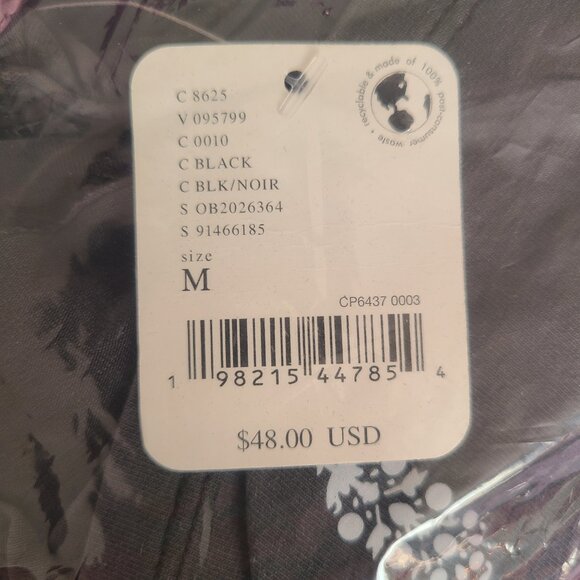 C 8625
V 095799
C 0010
C BLACK
C BLK/NOIR
S OB2026364
S 91466185
size
M
recyclable & made of 100% post-consumer waste •
CP6437 0003
1 98215 44785 4
$48.00 USD